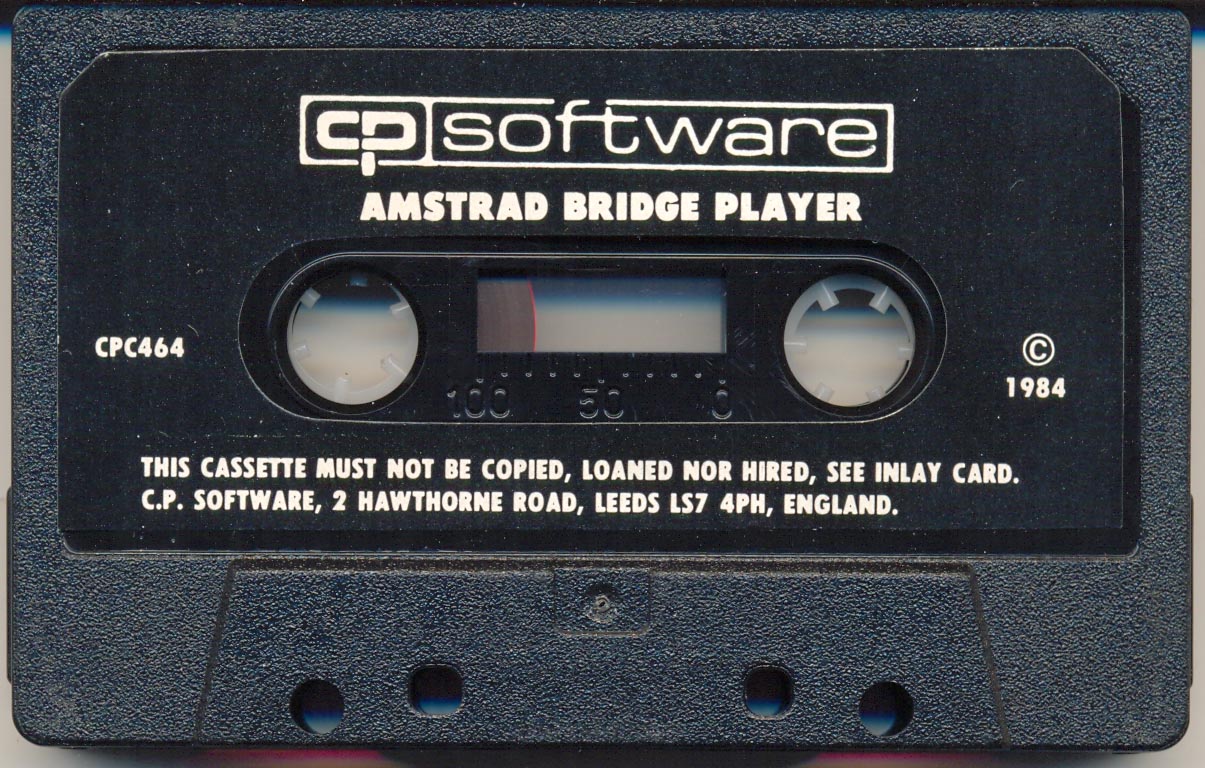 cp software
AMSTRAD BRIDGE PLAYER
CPC464
© 
1984
100 50 0
THIS CASSETTE MUST NOT BE COPIED, LOANED NOR HIRED, SEE INLAY CARD.
C.P. SOFTWARE, 2 HAWTHORNE ROAD, LEEDS LS7 4PH, ENGLAND.